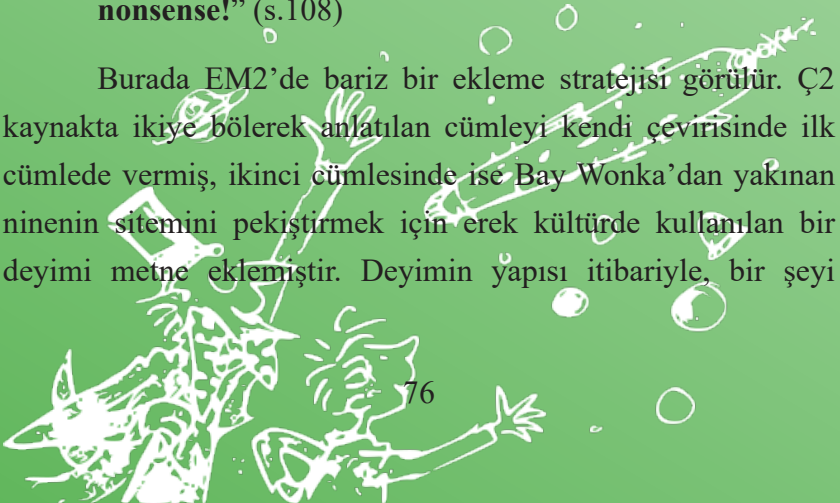 nonsense!” (s.108)
Burada EM2’de bariz bir ekleme stratejisi görülür. Ç2
kaynakta ikiye bölerek anlatılan cümleyi kendi çevirisinde ilk
cümlede vermiş, ikinci cümlesinde ise Bay Wonka’dan yakınan
ninenin sitemini pekiştirmek için erek kültürde kullanılan bir
deyimi metne eklemiştir. Deyimin yapısı itibariyle, bir şeyi
76